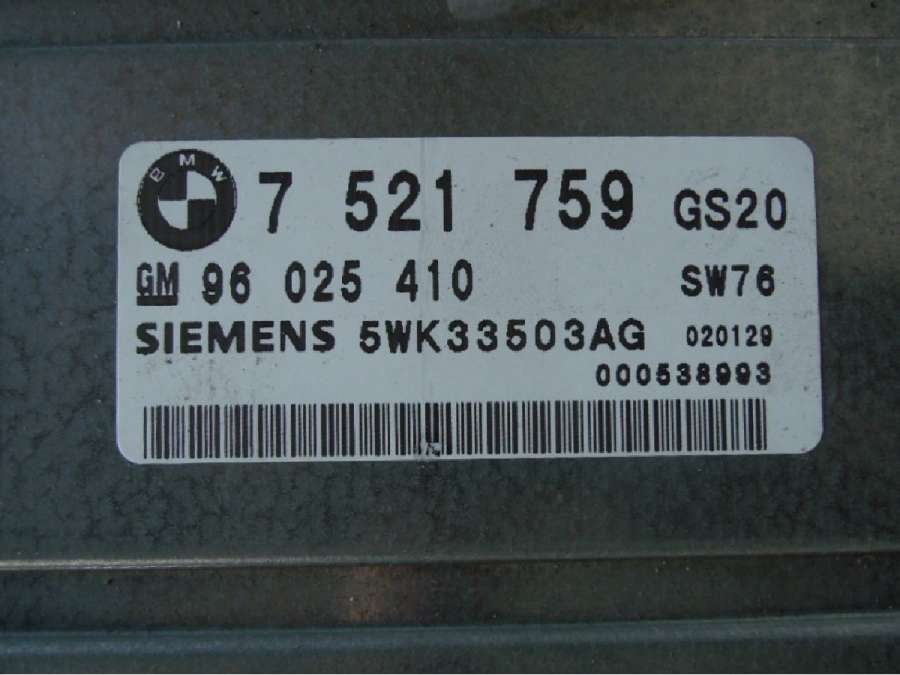 BMW 7 521 759 GS20
GM 96 025 410 SW76
SIEMENS 5WK33503AG 020129
000538993